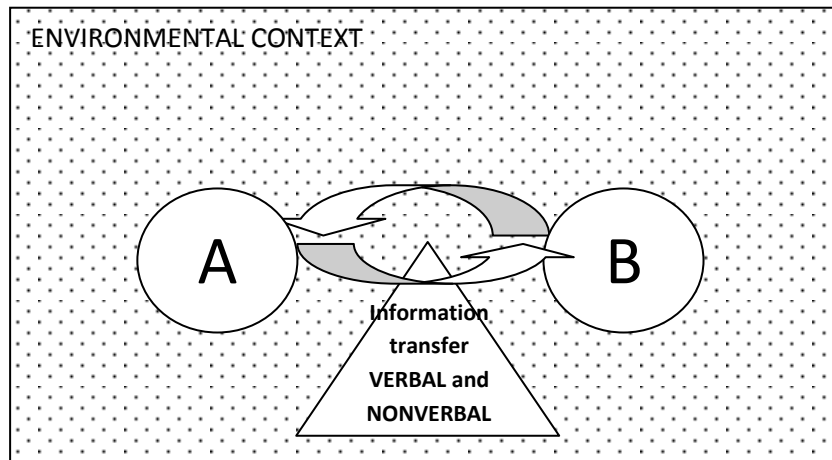 ENVIRONMENTAL CONTEXT
A
B
Information
transfer
VERBAL and
NONVERBAL